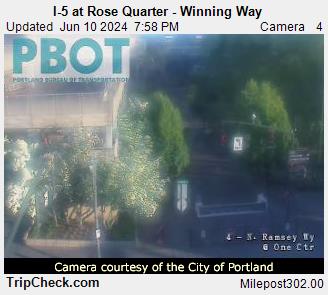 I-5 at Rose Quarter - Winning Way
Updated Jun 10 2024 7:58 PM Camera 4
PBOT
PORTLAND BUREAU OF TRANSPORTATION
4 - N. Ramsey Wy
@ One Ctr
Camera courtesy of the City of Portland
TripCheck.com Milepost302.00